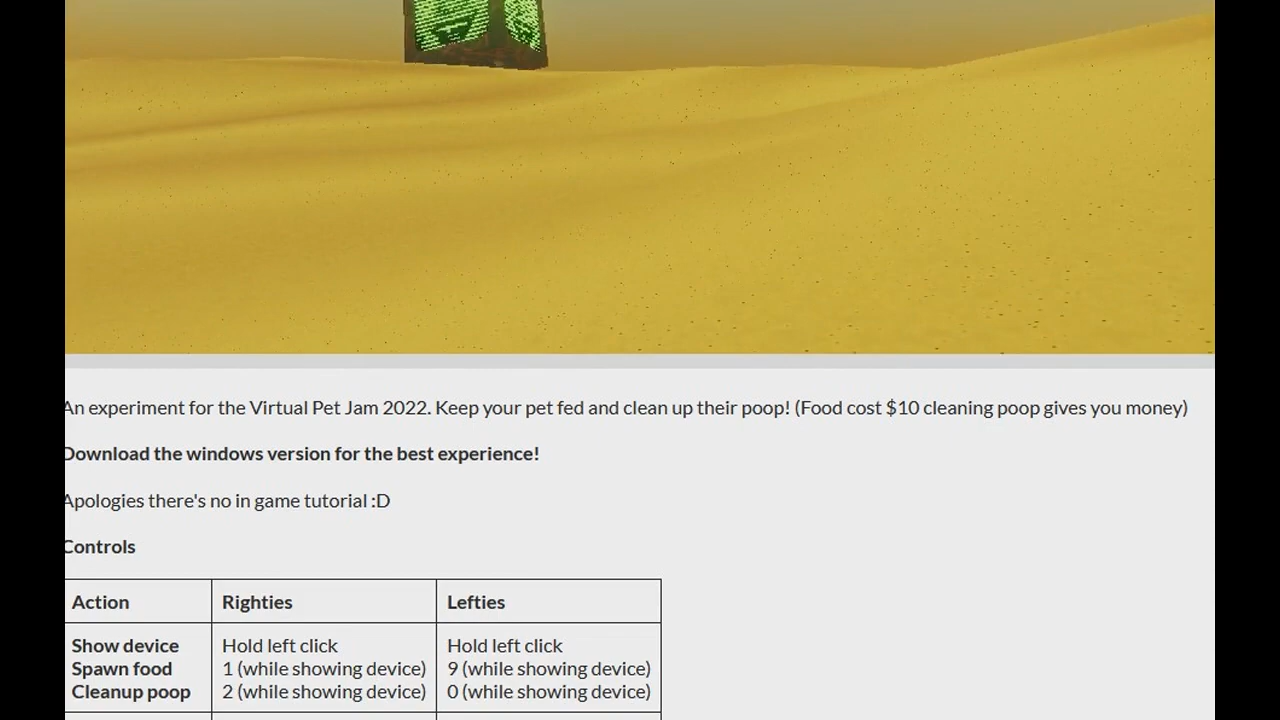 An experiment for the Virtual Pet Jam 2022. Keep your pet fed and clean up their poop! (Food cost $10 cleaning poop gives you money)
Download the windows version for the best experience!
Apologies there's no in game tutorial :D
Controls
Action Righties Lefties
Show device Hold left click Hold left click
Spawn food 1 (while showing device) 9 (while showing device)
Cleanup poop 2 (while showing device) 0 (while showing device)